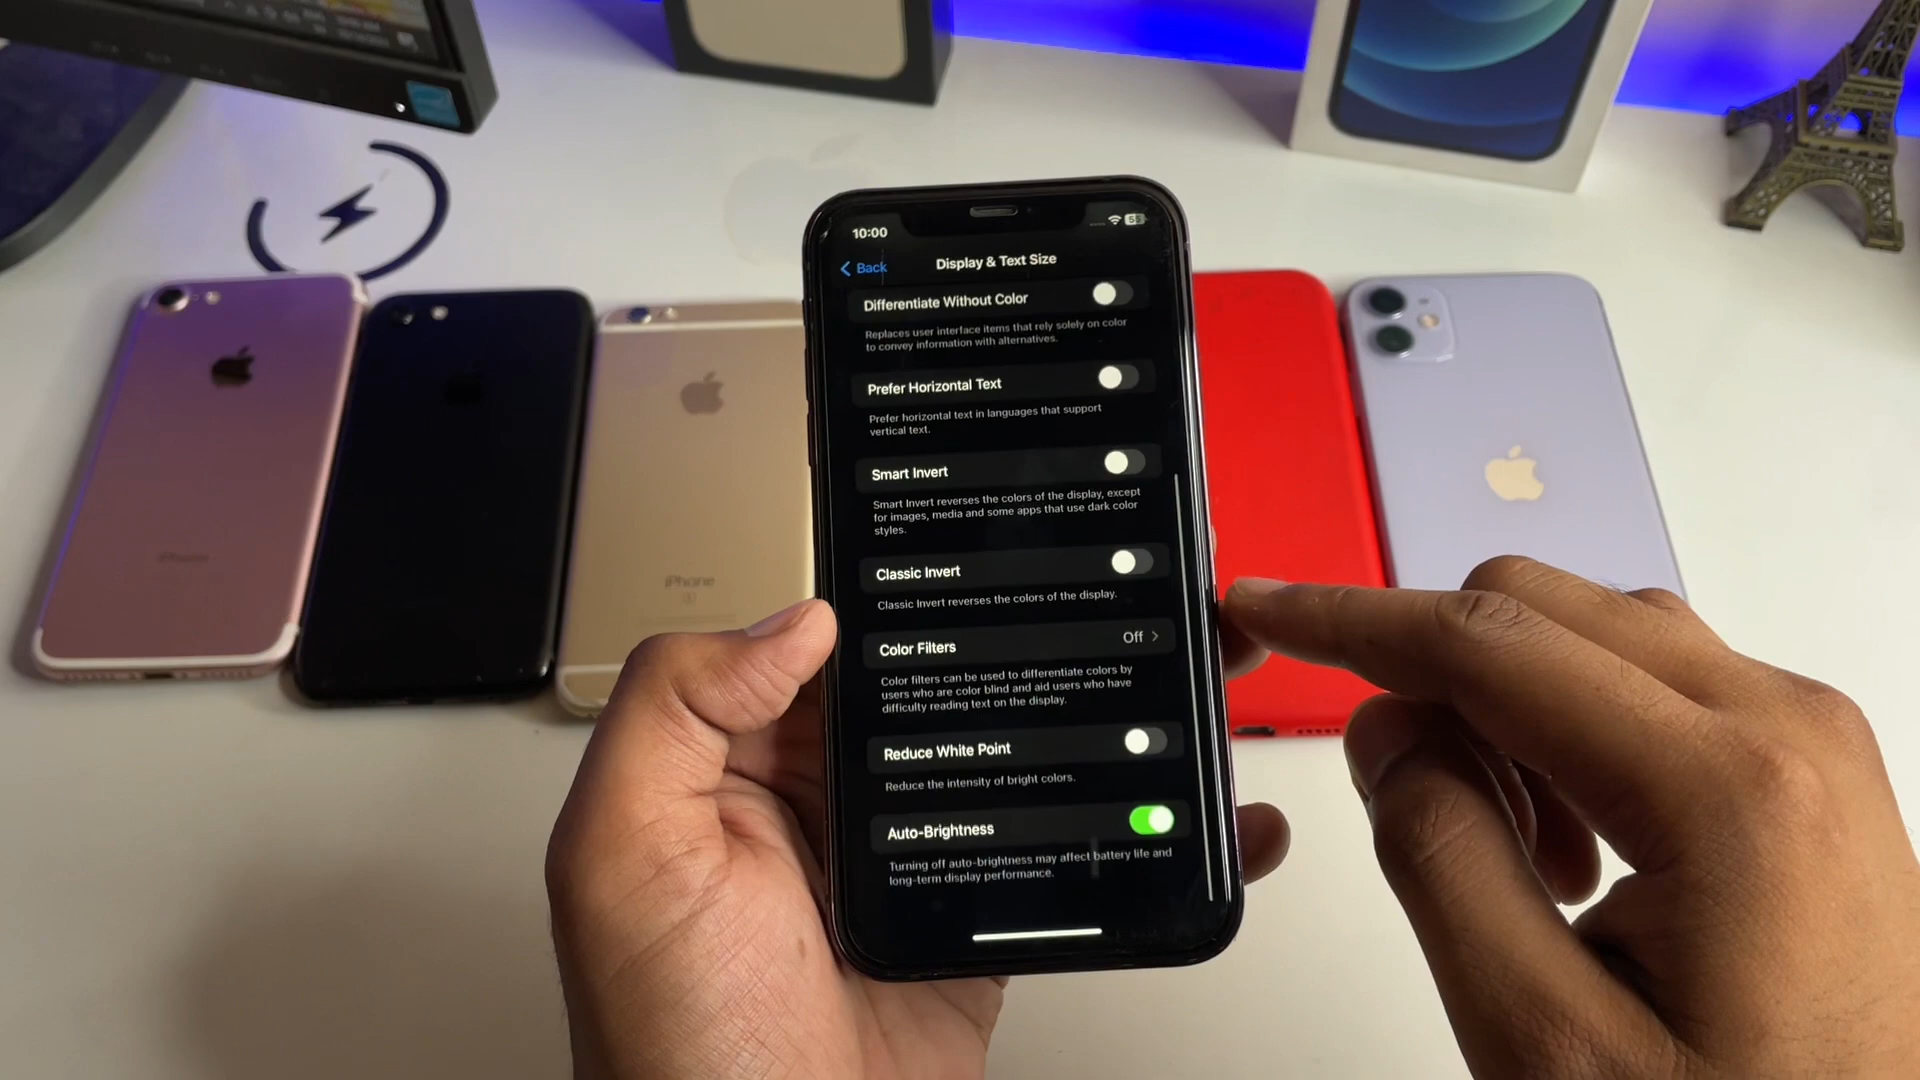 10:00
55
Back
Display & Text Size
Differentiate Without Color
Replaces user interface items that rely solely on color
to convey information with alternatives.
Prefer Horizontal Text
Prefer horizontal text in languages that support
vertical text.
Smart Invert
Smart Invert reverses the colors of the display, except
for images, media and some apps that use dark color
styles.
Classic Invert
Classic Invert reverses the colors of the display.
Color Filters
Off
Color filters can be used to differentiate colors by
users who are color blind and aid users who have
difficulty reading text on the display.
Reduce White Point
Reduce the intensity of bright colors.
Auto-Brightness
Turning off auto-brightness may affect battery life and
long-term display performance.
iPhone
iPhone
S